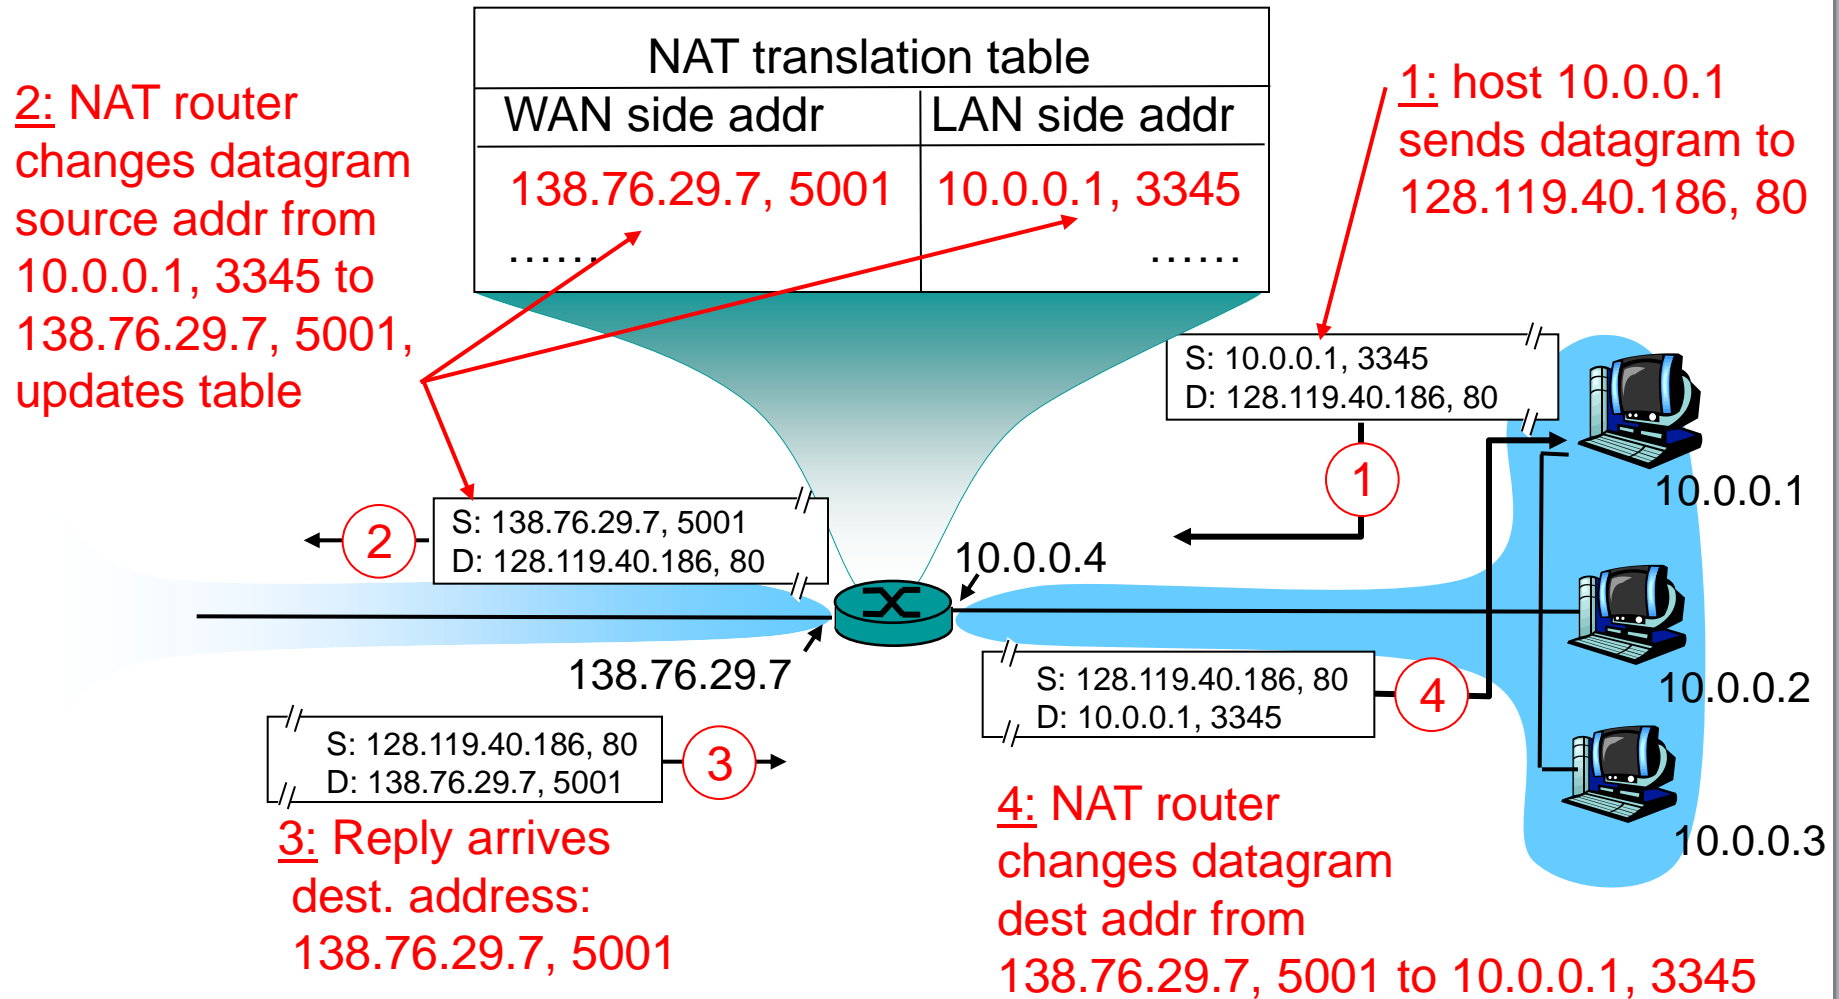 NAT translation table
WAN side addr LAN side addr
138.76.29.7, 5001 10.0.0.1, 3345
...... ......
2: NAT router
changes datagram
source addr from
10.0.0.1, 3345 to
138.76.29.7, 5001,
updates table
1: host 10.0.0.1
sends datagram to
128.119.40.186, 80
S: 10.0.0.1, 3345
D: 128.119.40.186, 80
1
10.0.0.1
S: 138.76.29.7, 5001
D: 128.119.40.186, 80
2
10.0.0.4
138.76.29.7
10.0.0.2
S: 128.119.40.186, 80
D: 10.0.0.1, 3345
4
S: 128.119.40.186, 80
D: 138.76.29.7, 5001
3
10.0.0.3
3: Reply arrives
dest. address:
138.76.29.7, 5001
4: NAT router
changes datagram
dest addr from
138.76.29.7, 5001 to 10.0.0.1, 3345